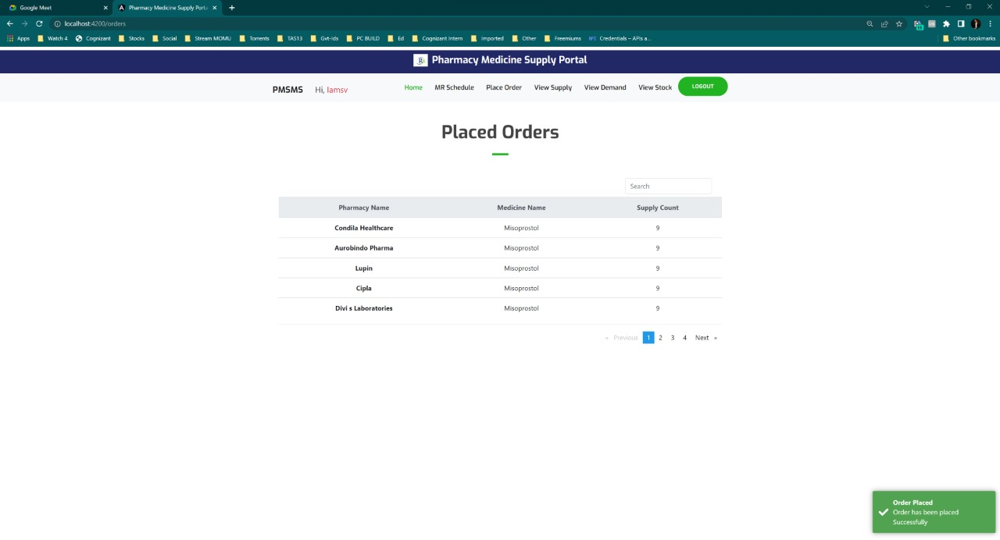 Google Meet
Pharmacy Medicine Supply Porta
localhost:4200/orders
Apps Watch 4 Cognizant Stocks Social Stream MOMU Torrents TAS13 Gvt-Ids PC BUILD Ed Cognizant Intern Imported Other Freemiums API Credentials – APIs a... Other bookmarks
Pharmacy Medicine Supply Portal
PMSMS Hi, Iamsv Home MR Schedule Place Order View Supply View Demand View Stock LOGOUT
Placed Orders
Search
Pharmacy Name Medicine Name Supply Count
Condila Healthcare Misoprostol 9
Aurobindo Pharma Misoprostol 9
Lupin Misoprostol 9
Cipla Misoprostol 9
Divi s Laboratories Misoprostol 9
« Previous 1 2 3 4 Next »
Order Placed
Order has been placed
Successfully